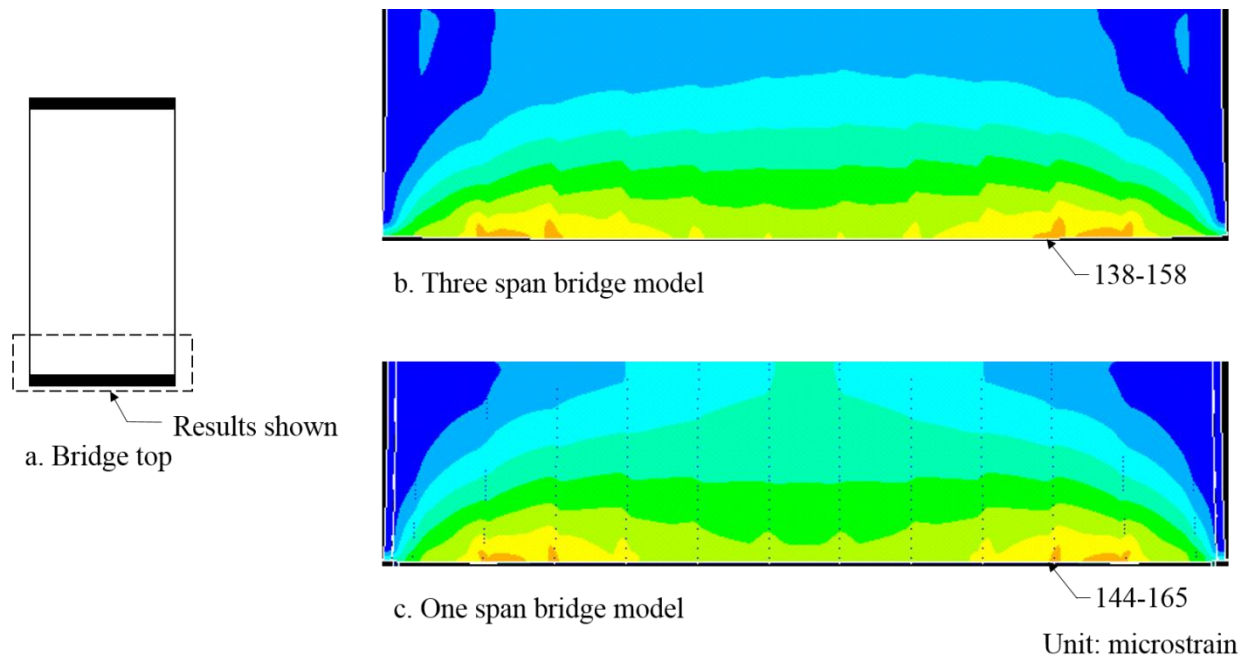 Results shown
a. Bridge top
b. Three span bridge model
138-158
c. One span bridge model
144-165
Unit: microstrain